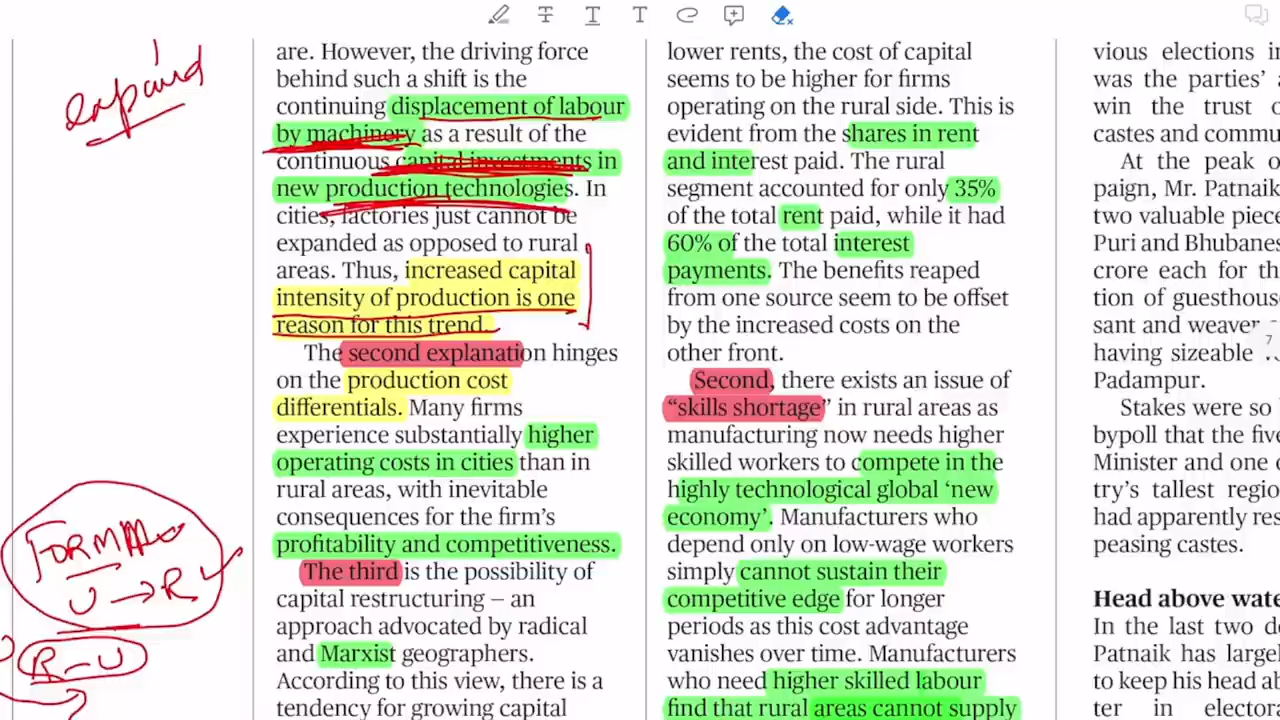 expand
are. However, the driving force
behind such a shift is the
continuing displacement of labour
by machinery as a result of the
continuous capital investments in
new production technologies. In
cities, factories just cannot be
expanded as opposed to rural
areas. Thus, increased capital
intensity of production is one
reason for this trend.
The second explanation hinges
on the production cost
differentials. Many firms
experience substantially higher
operating costs in cities than in
rural areas, with inevitable
consequences for the firm's
profitability and competitiveness.
The third is the possibility of
capital restructuring – an
approach advocated by radical
and Marxist geographers.
According to this view, there is a
tendency for growing capital
U → R
R – U
lower rents, the cost of capital
seems to be higher for firms
operating on the rural side. This is
evident from the shares in rent
and interest paid. The rural
segment accounted for only 35%
of the total rent paid, while it had
60% of the total interest
payments. The benefits reaped
from one source seem to be offset
by the increased costs on the
other front.
Second, there exists an issue of
“skills shortage” in rural areas as
manufacturing now needs higher
skilled workers to compete in the
highly technological global ‘new
economy’. Manufacturers who
depend only on low-wage workers
simply cannot sustain their
competitive edge for longer
periods as this cost advantage
vanishes over time. Manufacturers
who need higher skilled labour
find that rural areas cannot supply
vious elections in
was the parties’
win the trust
castes and commu
At the peak o
paign, Mr. Patnaik
two valuable piece
Puri and Bhubanes
crore each for th
tion of guesthous
sant and weaver
having sizeable
Padampur.
Stakes were so
bypoll that the five
Minister and one
try’s tallest regio
had apparently res
peasing castes.
Head above wate
In the last two de
Patnaik has largel
to keep his head ab
ter in elector
7